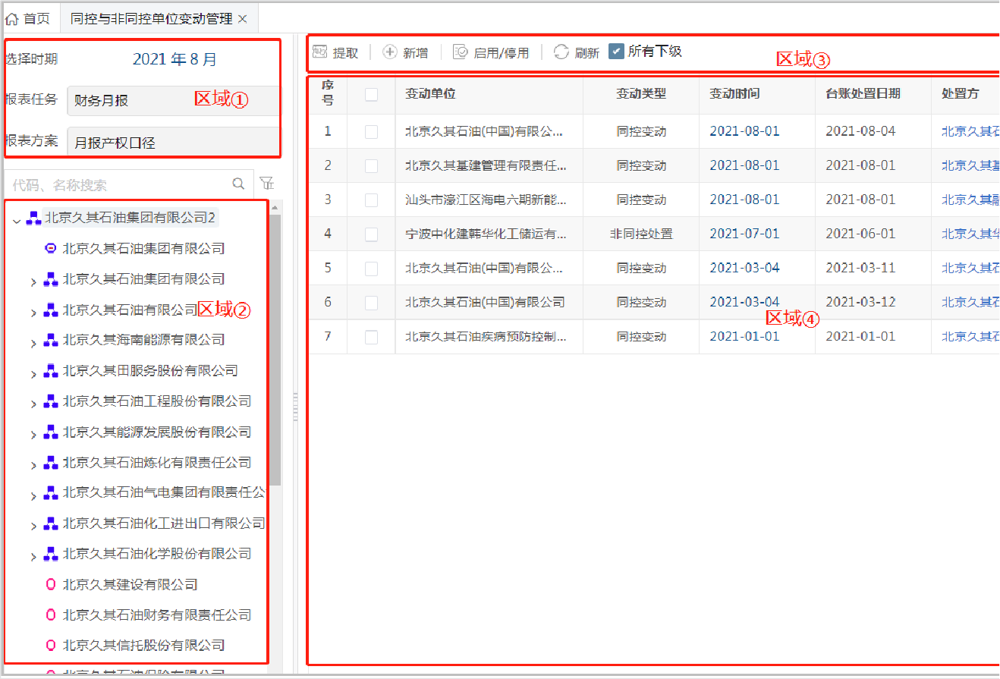 首页 同控与非同控单位变动管理
选择时期 2021 年 8 月
报表任务 财务月报 区域①
报表方案 月报产权口径
代码、名称搜索
北京久其石油集团有限公司2
北京久其石油集团有限公司
北京久其石油集团有限公司
北京久其石油有限公司 区域②
北京久其海南能源有限公司
北京久其田服务股份有限公司
北京久其石油工程股份有限公司
北京久其能源发展股份有限公司
北京久其石油炼化有限责任公司
北京久其石油气电集团有限责任公
北京久其石油化工进出口有限公司
北京久其石油化学股份有限公司
北京久其建设有限公司
北京久其石油财务有限责任公司
北京久其信托股份有限公司
北京久其石油保险有限公司
提取 新增 启用/停用 刷新 所有下级 区域③
序号 变动单位 变动类型 变动时间 台账处置日期 处置方
1 北京久其石油(中国)有限公... 同控变动 2021-08-01 2021-08-04 北京久其石
2 北京久其基建管理有限责任... 同控变动 2021-08-01 2021-08-01 北京久其基
3 汕头市濠江区海电六期新能... 同控变动 2021-08-01 2021-08-01 北京久其融
4 宁波中化建韩华化工储运有... 非同控处置 2021-07-01 2021-06-01 北京久其华
5 北京久其石油(中国)有限公... 同控变动 2021-03-04 2021-03-11 北京久其石
6 北京久其石油(中国)有限公司 同控变动 2021-03-04 2021-03-12 北京久其石
区域④
7 北京久其石油疾病预防控制... 同控变动 2021-01-01 2021-01-01 北京久其石